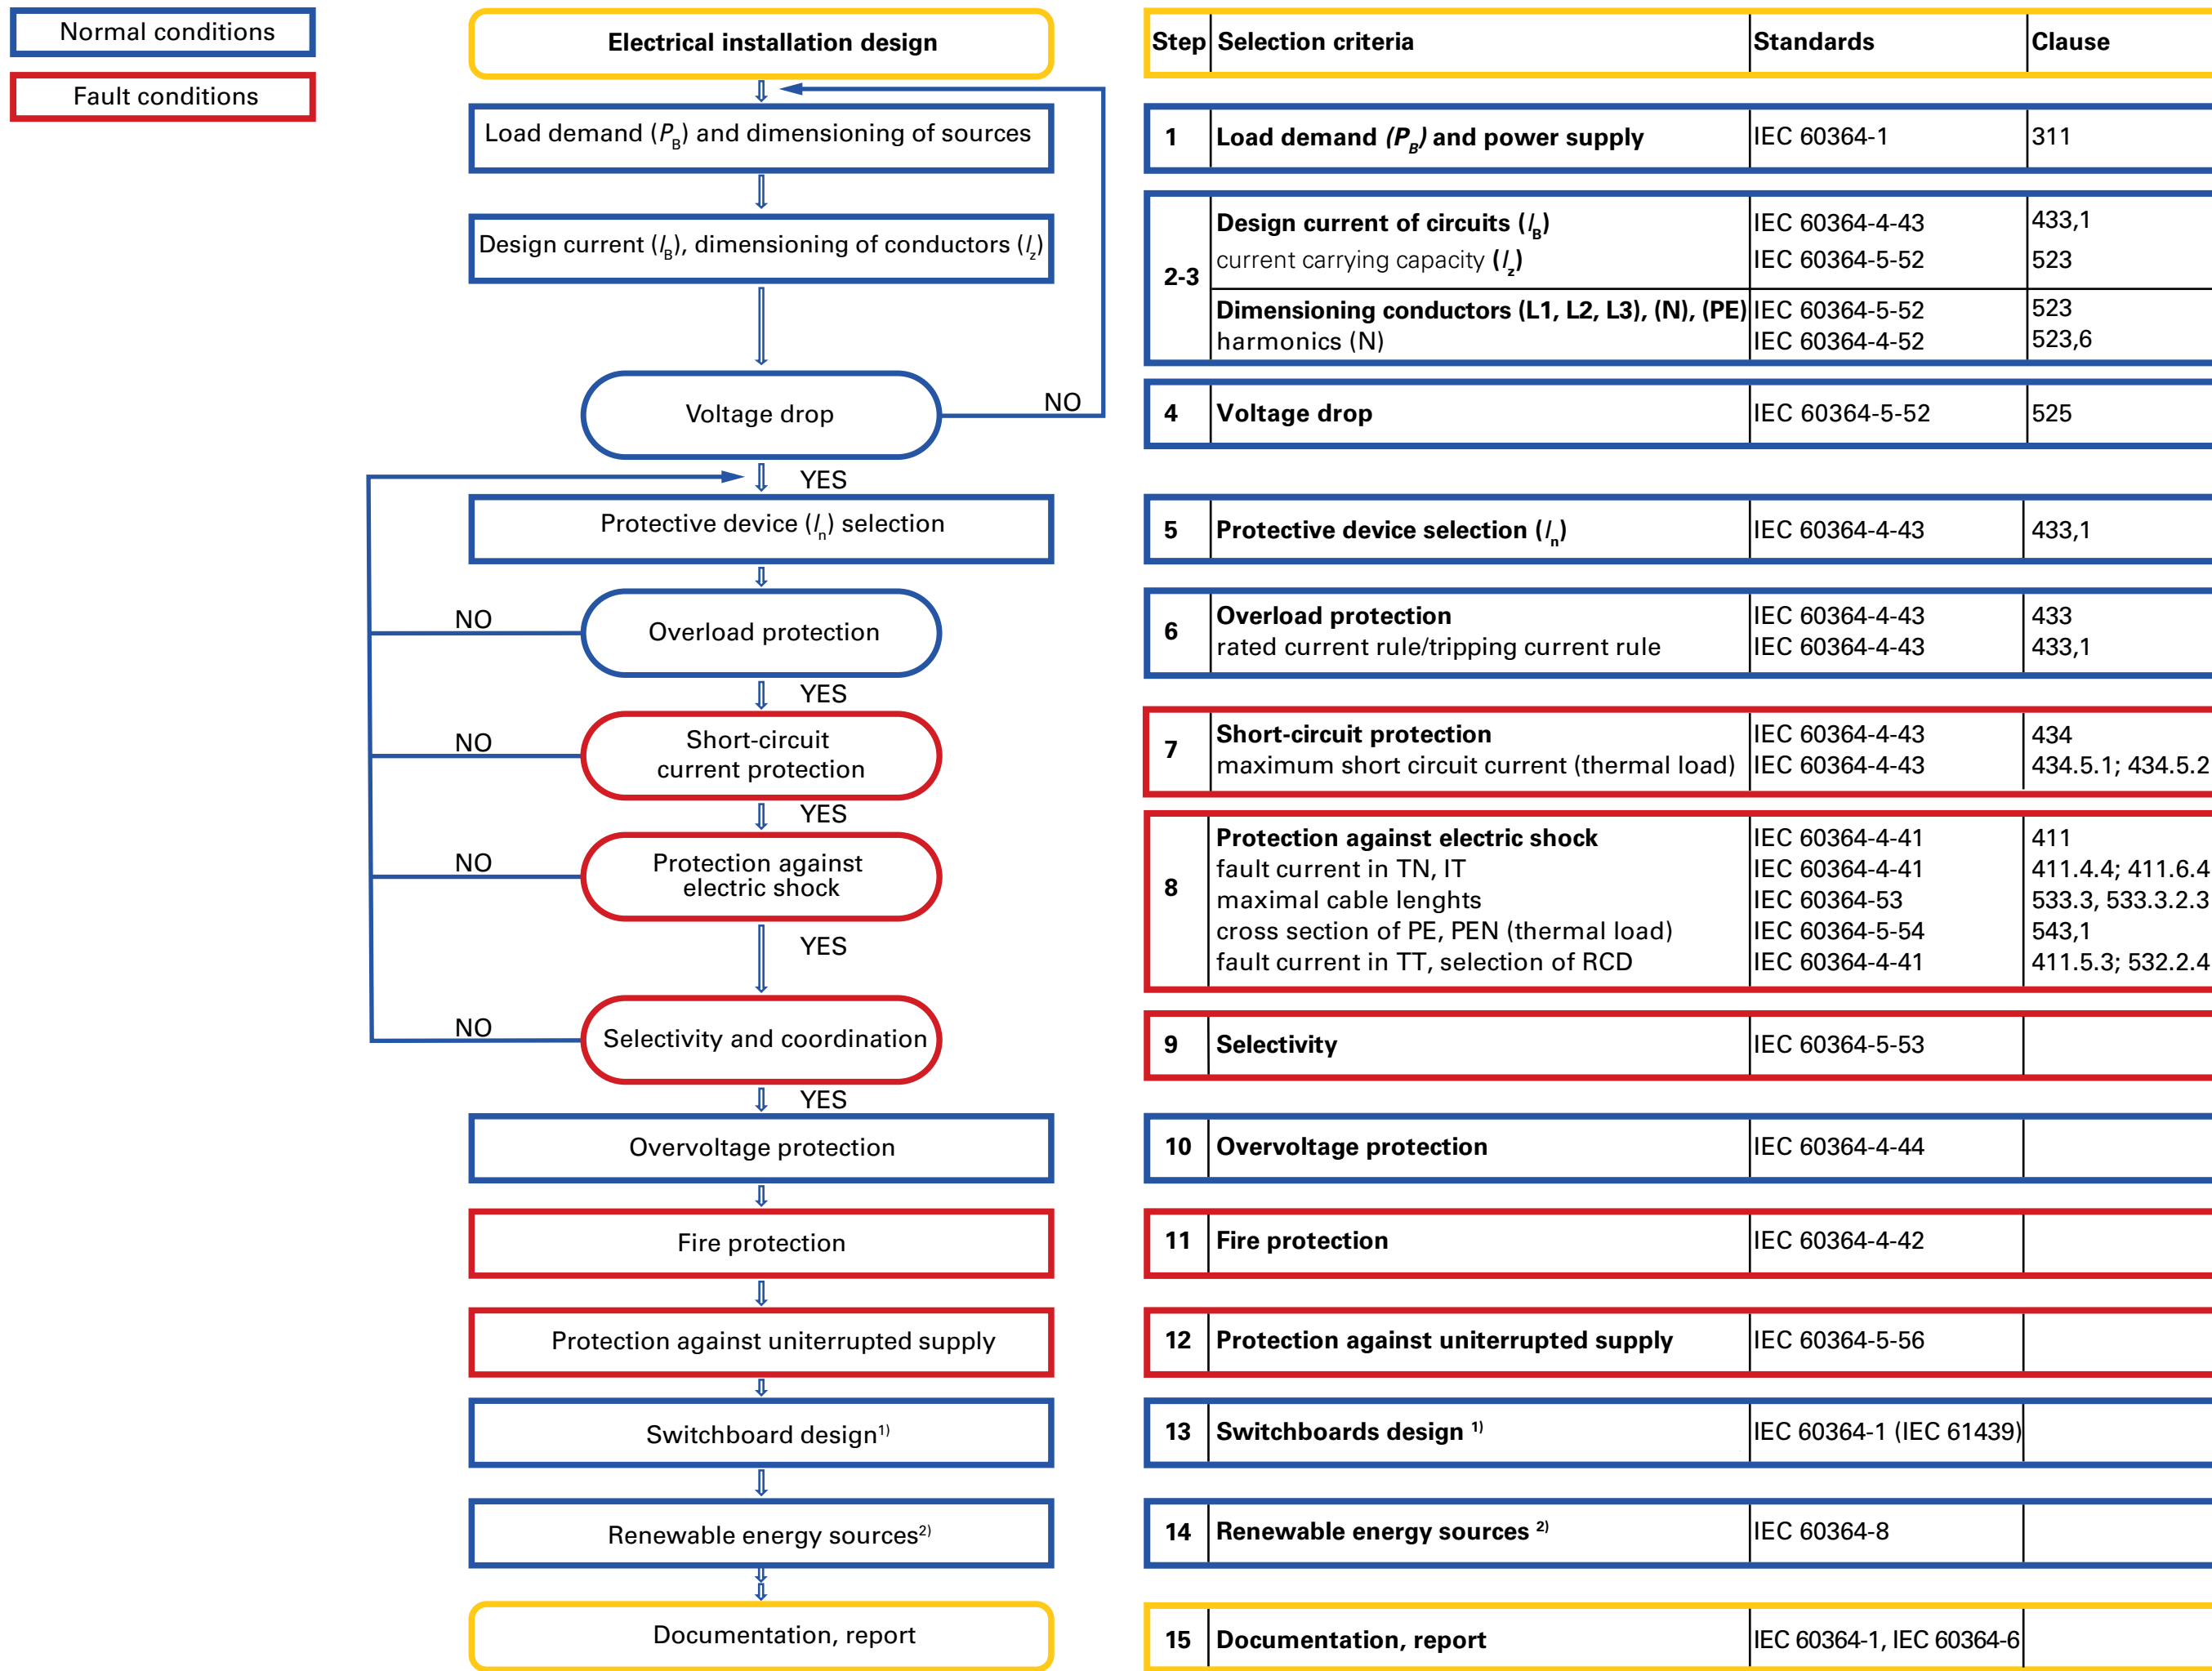 Normal conditions
Fault conditions
Electrical installation design
Load demand (P_B) and dimensioning of sources
Design current (I_B), dimensioning of conductors (I_z)
Voltage drop
NO
YES
Protective device (I_n) selection
NO
Overload protection
YES
NO
Short-circuit
current protection
YES
NO
Protection against
electric shock
YES
NO
Selectivity and coordination
YES
Overvoltage protection
Fire protection
Protection against uniterrupted supply
Switchboard design1)
Renewable energy sources2)
Documentation, report
Step Selection criteria Standards Clause
1 Load demand (P_B) and power supply IEC 60364-1 311
2-3
Design current of circuits (I_B) IEC 60364-4-43 433,1
current carrying capacity (I_z) IEC 60364-5-52 523
Dimensioning conductors (L1, L2, L3), (N), (PE) IEC 60364-5-52 523
harmonics (N) IEC 60364-4-52 523,6
4 Voltage drop IEC 60364-5-52 525
5 Protective device selection (I_n) IEC 60364-4-43 433,1
6
Overload protection IEC 60364-4-43 433
rated current rule/tripping current rule IEC 60364-4-43 433,1
7
Short-circuit protection IEC 60364-4-43 434
maximum short circuit current (thermal load) IEC 60364-4-43 434.5.1; 434.5.2
8
Protection against electric shock IEC 60364-4-41 411
fault current in TN, IT IEC 60364-4-41 411.4.4; 411.6.4
maximal cable lenghts IEC 60364-53 533.3, 533.3.2.3
cross section of PE, PEN (thermal load) IEC 60364-5-54 543,1
fault current in TT, selection of RCD IEC 60364-4-41 411.5.3; 532.2.4
9 Selectivity IEC 60364-5-53
10 Overvoltage protection IEC 60364-4-44
11 Fire protection IEC 60364-4-42
12 Protection against uniterrupted supply IEC 60364-5-56
13 Switchboards design 1) IEC 60364-1 (IEC 61439)
14 Renewable energy sources 2) IEC 60364-8
15 Documentation, report IEC 60364-1, IEC 60364-6